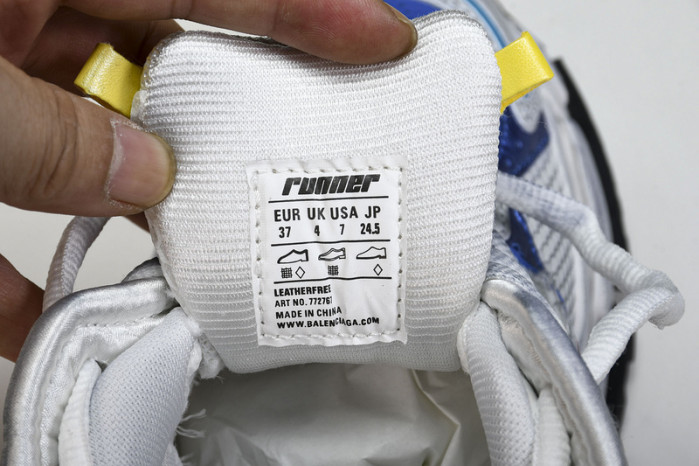 runner
EUR UK USA JP
37 4 7 24.5
LEATHERFREE
ART NO. 772767
MADE IN CHINA
WWW.BALENCIAGA.COM